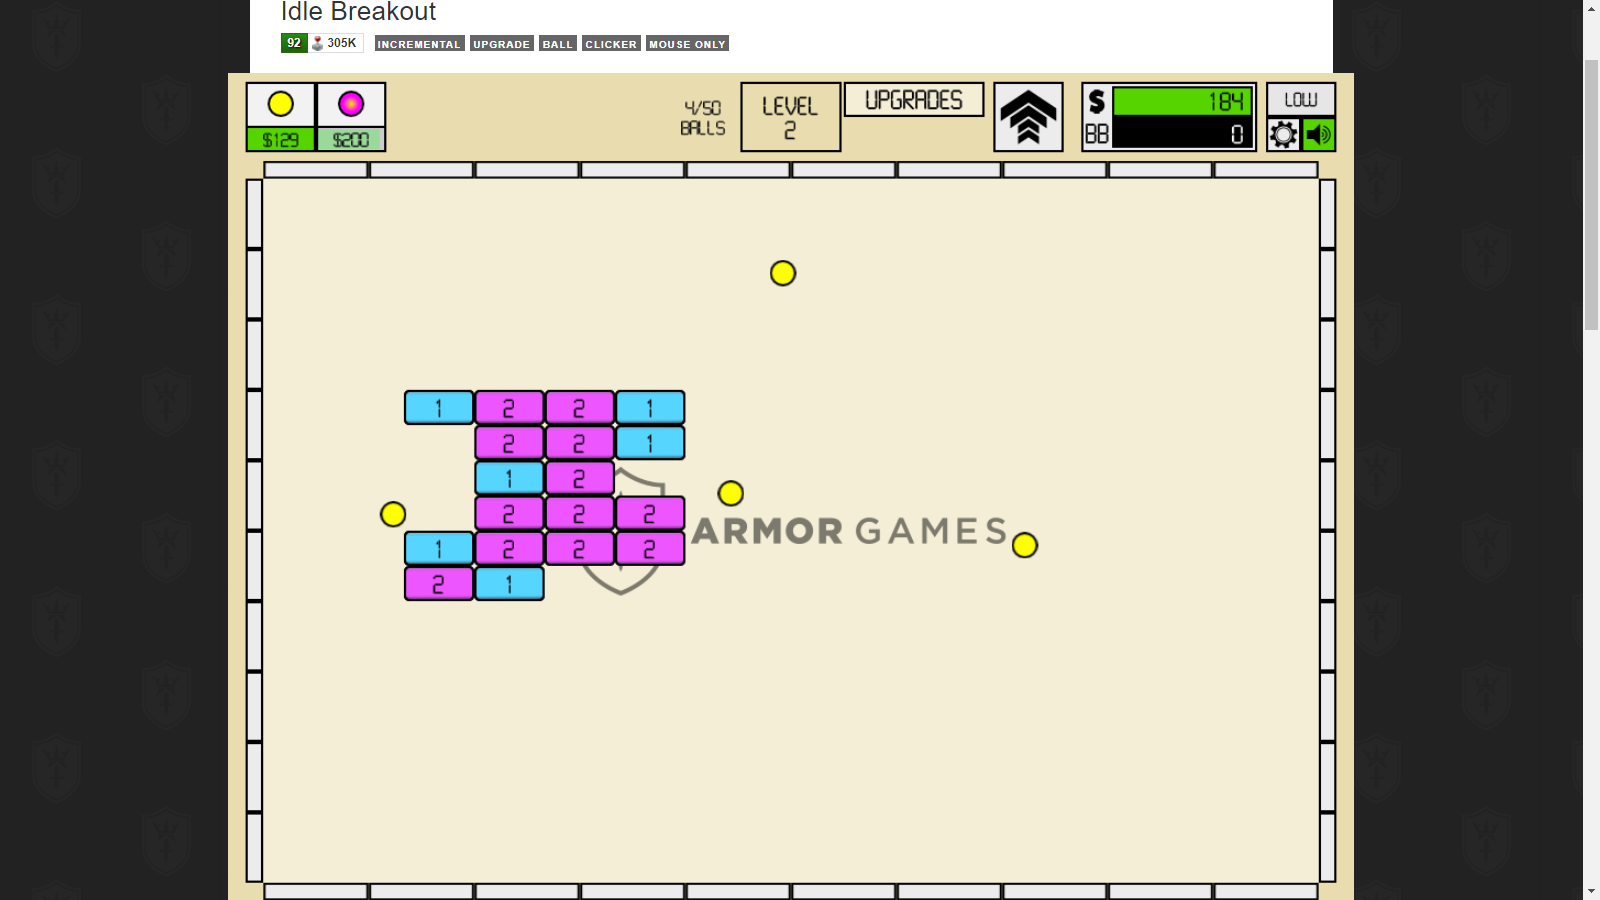 Idle Breakout
92 305K INCREMENTAL UPGRADE BALL CLICKER MOUSE ONLY
$129 $200
4/50 BALLS
LEVEL 2
UPGRADES
$ 184
BB 0
LOW
1 2 2 1
2 2 1
1 2
2 2 2
1 2 2 2
2 1
ARMOR GAMES